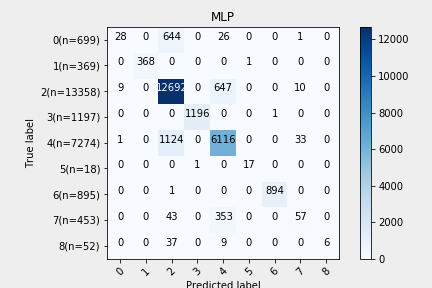 MLP
True label
0(n=699) 28 0 644 0 26 0 0 1 0
1(n=369) 0 368 0 0 0 1 0 0 0
2(n=13358) 9 0 12692 0 647 0 0 10 0
3(n=1197) 0 0 0 1196 0 0 1 0 0
4(n=7274) 1 0 1124 0 6116 0 0 33 0
5(n=18) 0 0 0 1 0 17 0 0 0
6(n=895) 0 0 1 0 0 0 894 0 0
7(n=453) 0 0 43 0 353 0 0 57 0
8(n=52) 0 0 37 0 9 0 0 0 6
0 1 2 3 4 5 6 7 8
Predicted label
12000
10000
8000
6000
4000
2000
0